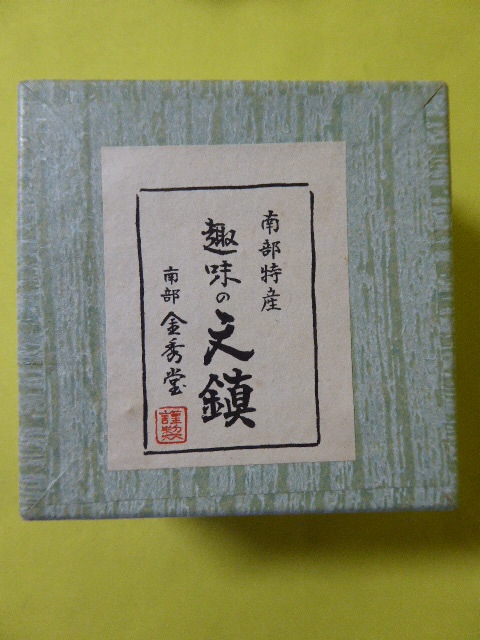 南部特産
趣味の文鎮
南部 金秀堂
謹製